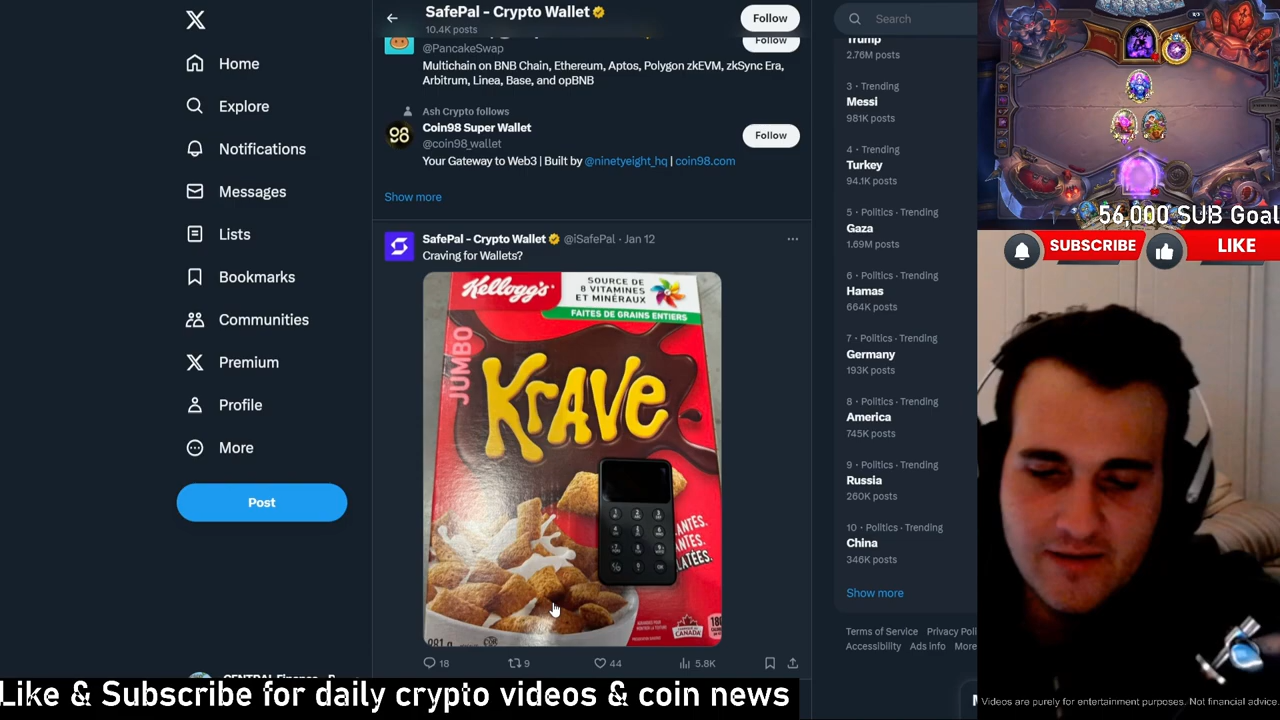 SafePal - Crypto Wallet
10.4K posts
Follow
Home
Explore
Notifications
Messages
Lists
Bookmarks
Communities
Premium
Profile
More
Post
@PancakeSwap
Follow
Multichain on BNB Chain, Ethereum, Aptos, Polygon zkEVM, zkSync Era,
Arbitrum, Linea, Base, and opBNB
Ash Crypto follows
98
Coin98 Super Wallet
@coin98_wallet
Follow
Your Gateway to Web3 | Built by @ninetyeight_hq | coin98.com
Show more
SafePal - Crypto Wallet @iSafePal · Jan 12
Craving for Wallets?
Kellogg's
SOURCE DE
8 VITAMINES
ET MINÉRAUX
FAITES DE GRAINS ENTIERS
JUMBO
Krave
CANADA
18
9
44
5.8K
Search
Trump
2.76M posts
3 · Trending
Messi
981K posts
4 · Trending
Turkey
94.1K posts
5 · Politics · Trending
Gaza
1.69M posts
6 · Politics · Trending
Hamas
664K posts
7 · Politics · Trending
Germany
193K posts
8 · Politics · Trending
America
745K posts
9 · Politics · Trending
Russia
260K posts
10 · Politics · Trending
China
346K posts
Show more
Terms of Service Privacy Poli
Accessibility Ads info More
56,000 SUB Goal
SUBSCRIBE
LIKE
Like & Subscribe for daily crypto videos & coin news
Videos are purely for entertainment purposes. Not financial advice.